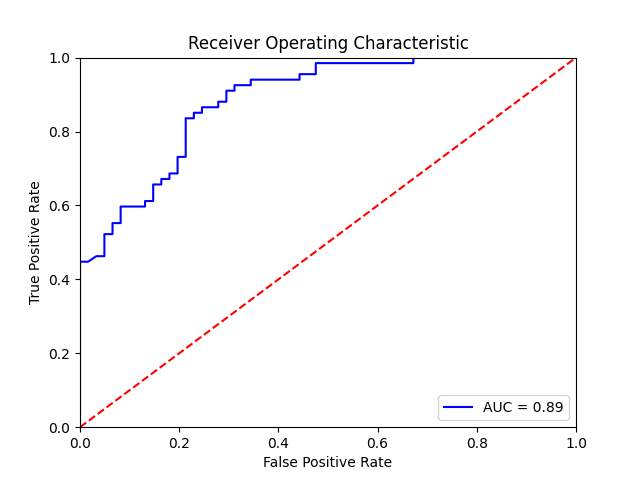 Receiver Operating Characteristic
1.0
0.8
0.6
0.4
0.2
0.0
True Positive Rate
AUC = 0.89
0.0 0.2 0.4 0.6 0.8 1.0
False Positive Rate